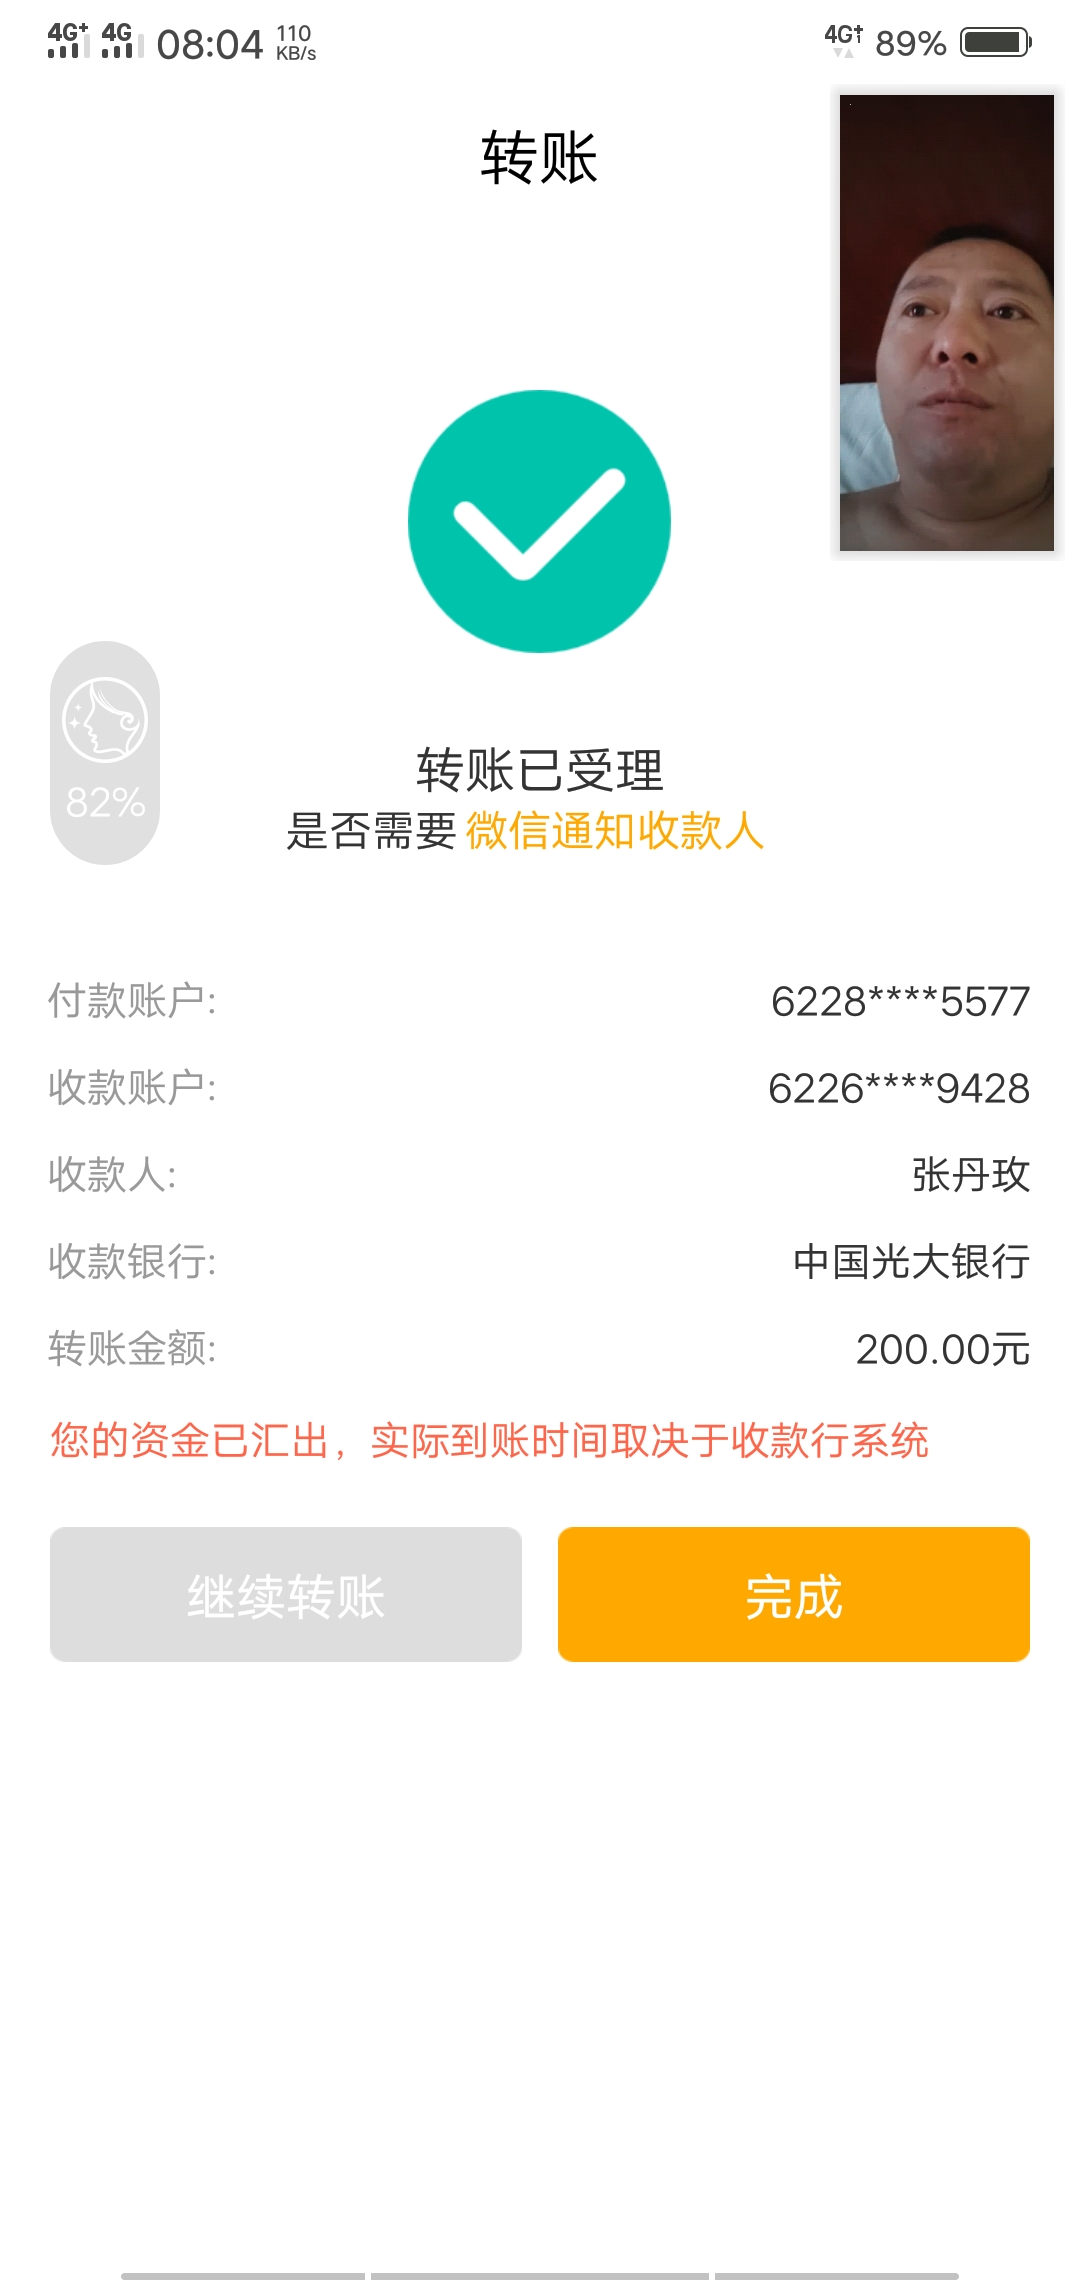 4G+ 4G 08:04 110 KB/s 4G+ 89%
转账
82%
转账已受理
是否需要 微信通知收款人
付款账户: 6228****5577
收款账户: 6226****9428
收款人: 张丹玫
收款银行: 中国光大银行
转账金额: 200.00元
您的资金已汇出，实际到账时间取决于收款行系统
继续转账 完成